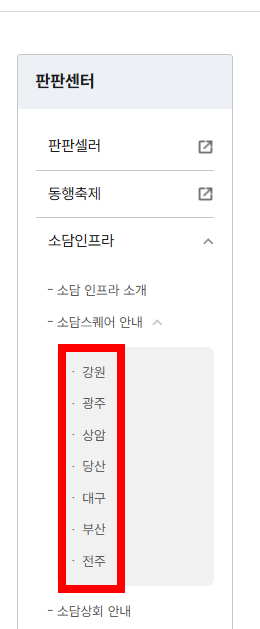 판판센터
판판셀러
동행축제
소담인프라
- 소담 인프라 소개
- 소담스퀘어 안내
· 강원
· 광주
· 상암
· 당산
· 대구
· 부산
· 전주
- 소담상회 안내